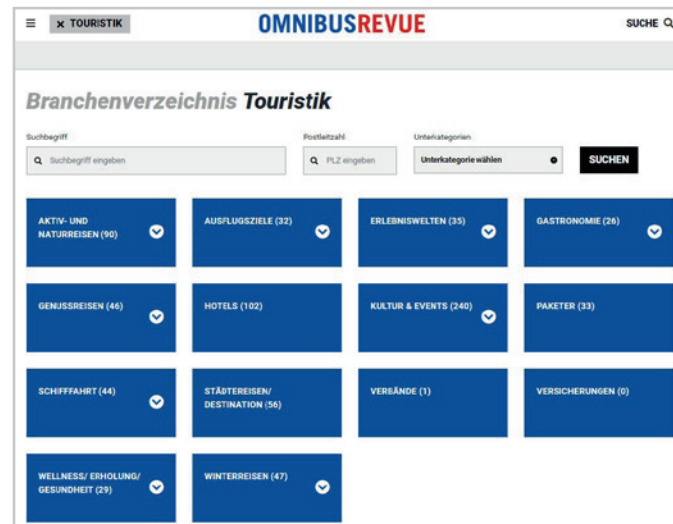 × TOURISTIK
OMNIBUSREVUE
SUCHE
Branchenverzeichnis Touristik
Suchbegriff
Postleitzahl
Unterkategorien
Suchbegriff eingeben
PLZ eingeben
Unterkategorie wählen
SUCHEN
AKTIV- UND
NATURREISEN (90)
AUSFLUGSZIELE (32)
ERLEBNISWELTEN (35)
GASTRONOMIE (26)
GENUSSREISEN (46)
HOTELS (102)
KULTUR & EVENTS (240)
PAKETER (33)
SCHIFFFAHRT (44)
STÄDTEREISEN/
DESTINATION (56)
VERBÄNDE (1)
VERSICHERUNGEN (0)
WELLNESS/ ERHOLUNG/
GESUNDHEIT (29)
WINTERREISEN (47)